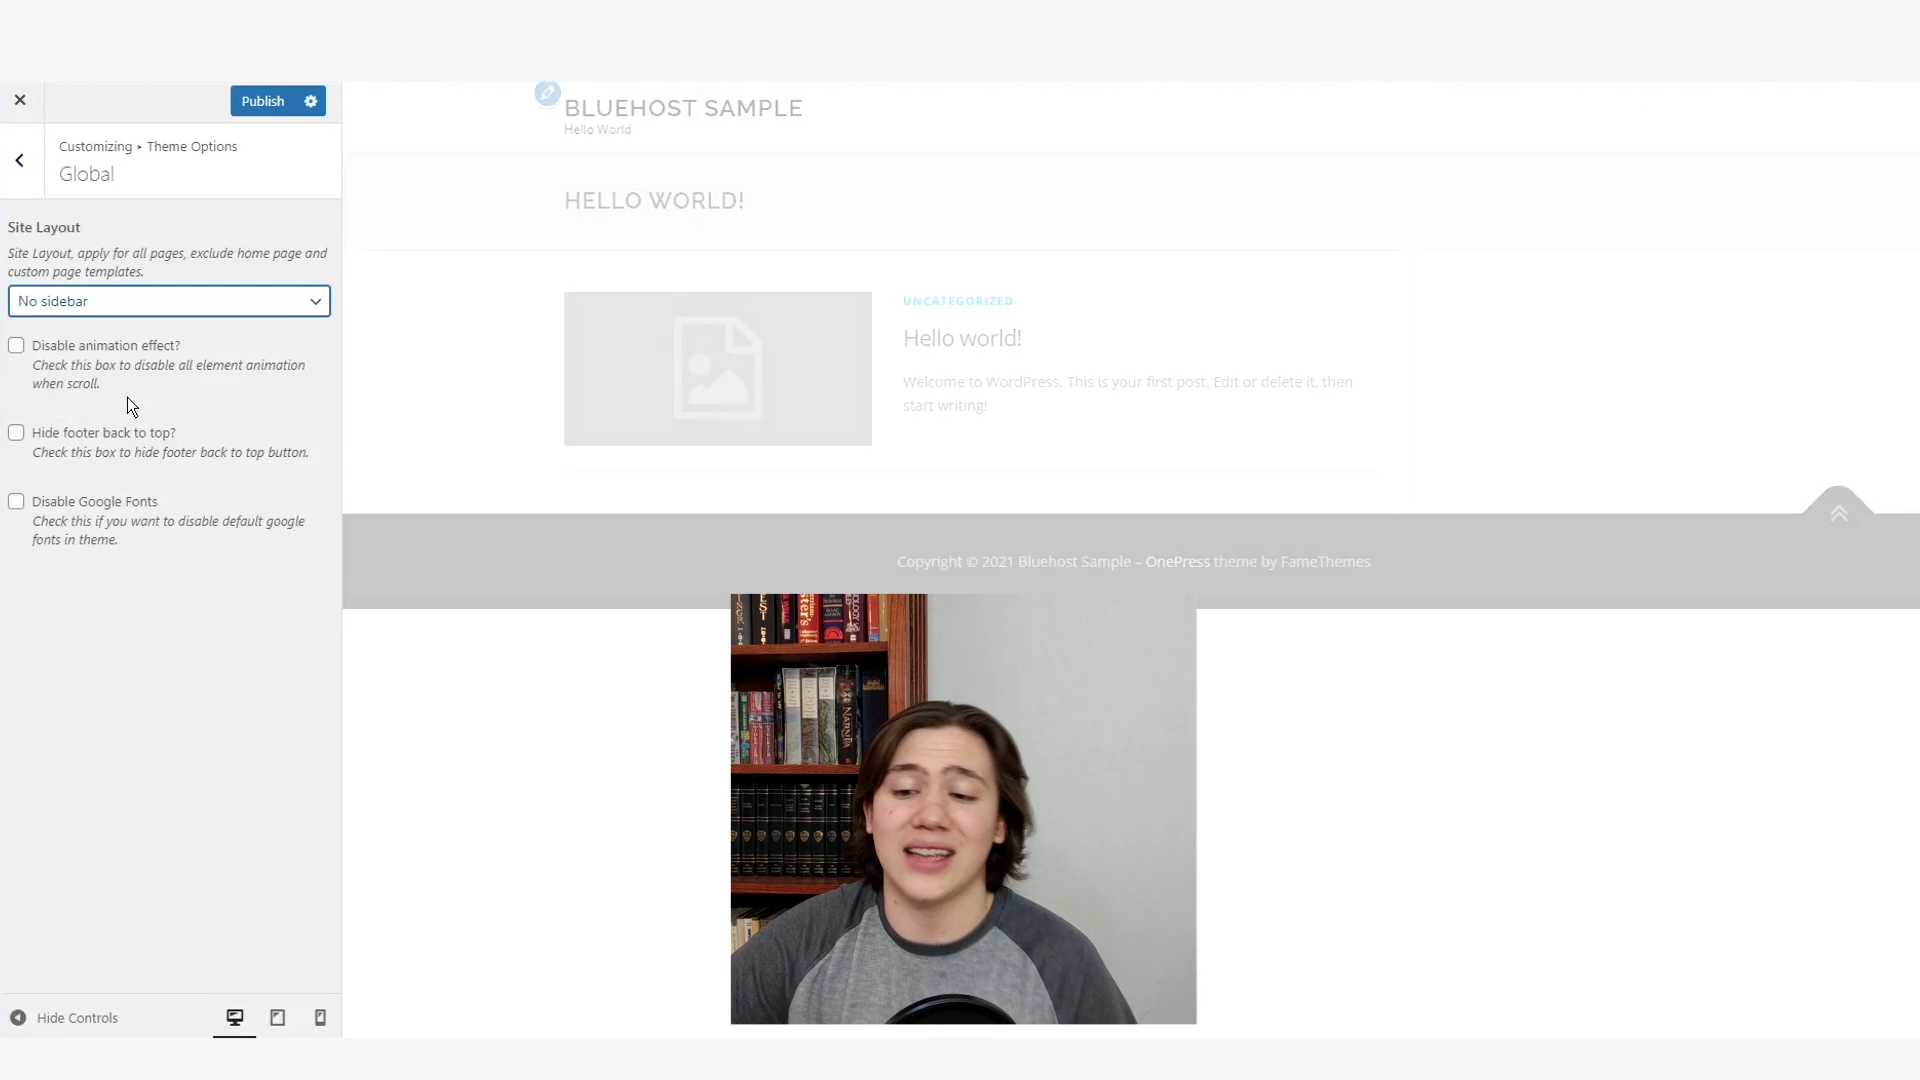 Publish
Customizing ▸ Theme Options
Global
Site Layout
Site Layout, apply for all pages, exclude home page and
custom page templates.
No sidebar
Disable animation effect?
Check this box to disable all element animation
when scroll.
Hide footer back to top?
Check this box to hide footer back to top button.
Disable Google Fonts
Check this if you want to disable default google
fonts in theme.
Hide Controls
BLUEHOST SAMPLE
Hello World
HELLO WORLD!
UNCATEGORIZED
Hello world!
Welcome to WordPress. This is your first post. Edit or delete it, then
start writing!
Copyright © 2021 Bluehost Sample – OnePress theme by FameThemes
NARNIA